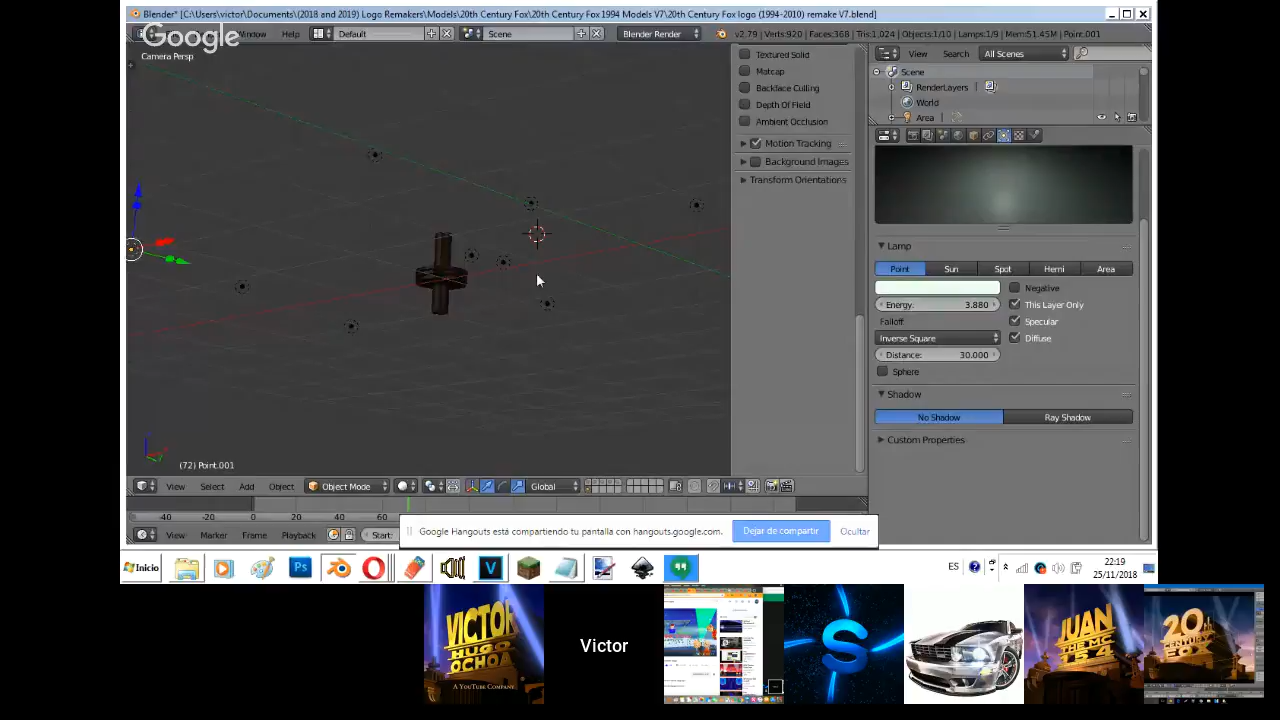 Blender* [C:\Users\victor\Documents\(2018 and 2019) Logo Remakers\Models\20th Century Fox\20th Century Fox 1994 Models V7\20th Century Fox logo (1994-2010) remake V7.blend]
Google
Window Help Default Scene Blender Render v2.79 | Verts:920 | Faces:368 | Tris:1,024 | Objects:1/10 | Lamps:1/9 | Mem:51.45M | Point.001
Camera Persp
Textured Solid
Matcap
Backface Culling
Depth Of Field
Ambient Occlusion
Motion Tracking
Background Images
Transform Orientations
View Search All Scenes
Scene
RenderLayers
World
Area
Lamp
Point Sun Spot Hemi Area
Negative
Energy: 3.880 This Layer Only
Falloff: Specular
Inverse Square Diffuse
Distance: 30.000
Sphere
Shadow
No Shadow Ray Shadow
Custom Properties
(72) Point.001
View Select Add Object Object Mode Global
-40 -20 0 20 40 60
View Marker Frame Playback Start:
Google Hangouts está compartiendo tu pantalla con hangouts.google.com. Dejar de compartir Ocultar
Inicio Ps V ES 22:19
25/11/2018
VICTOR
HUT
OCHOA
A YOUTUBE COMPANY
Victor
JUAN
THE
20